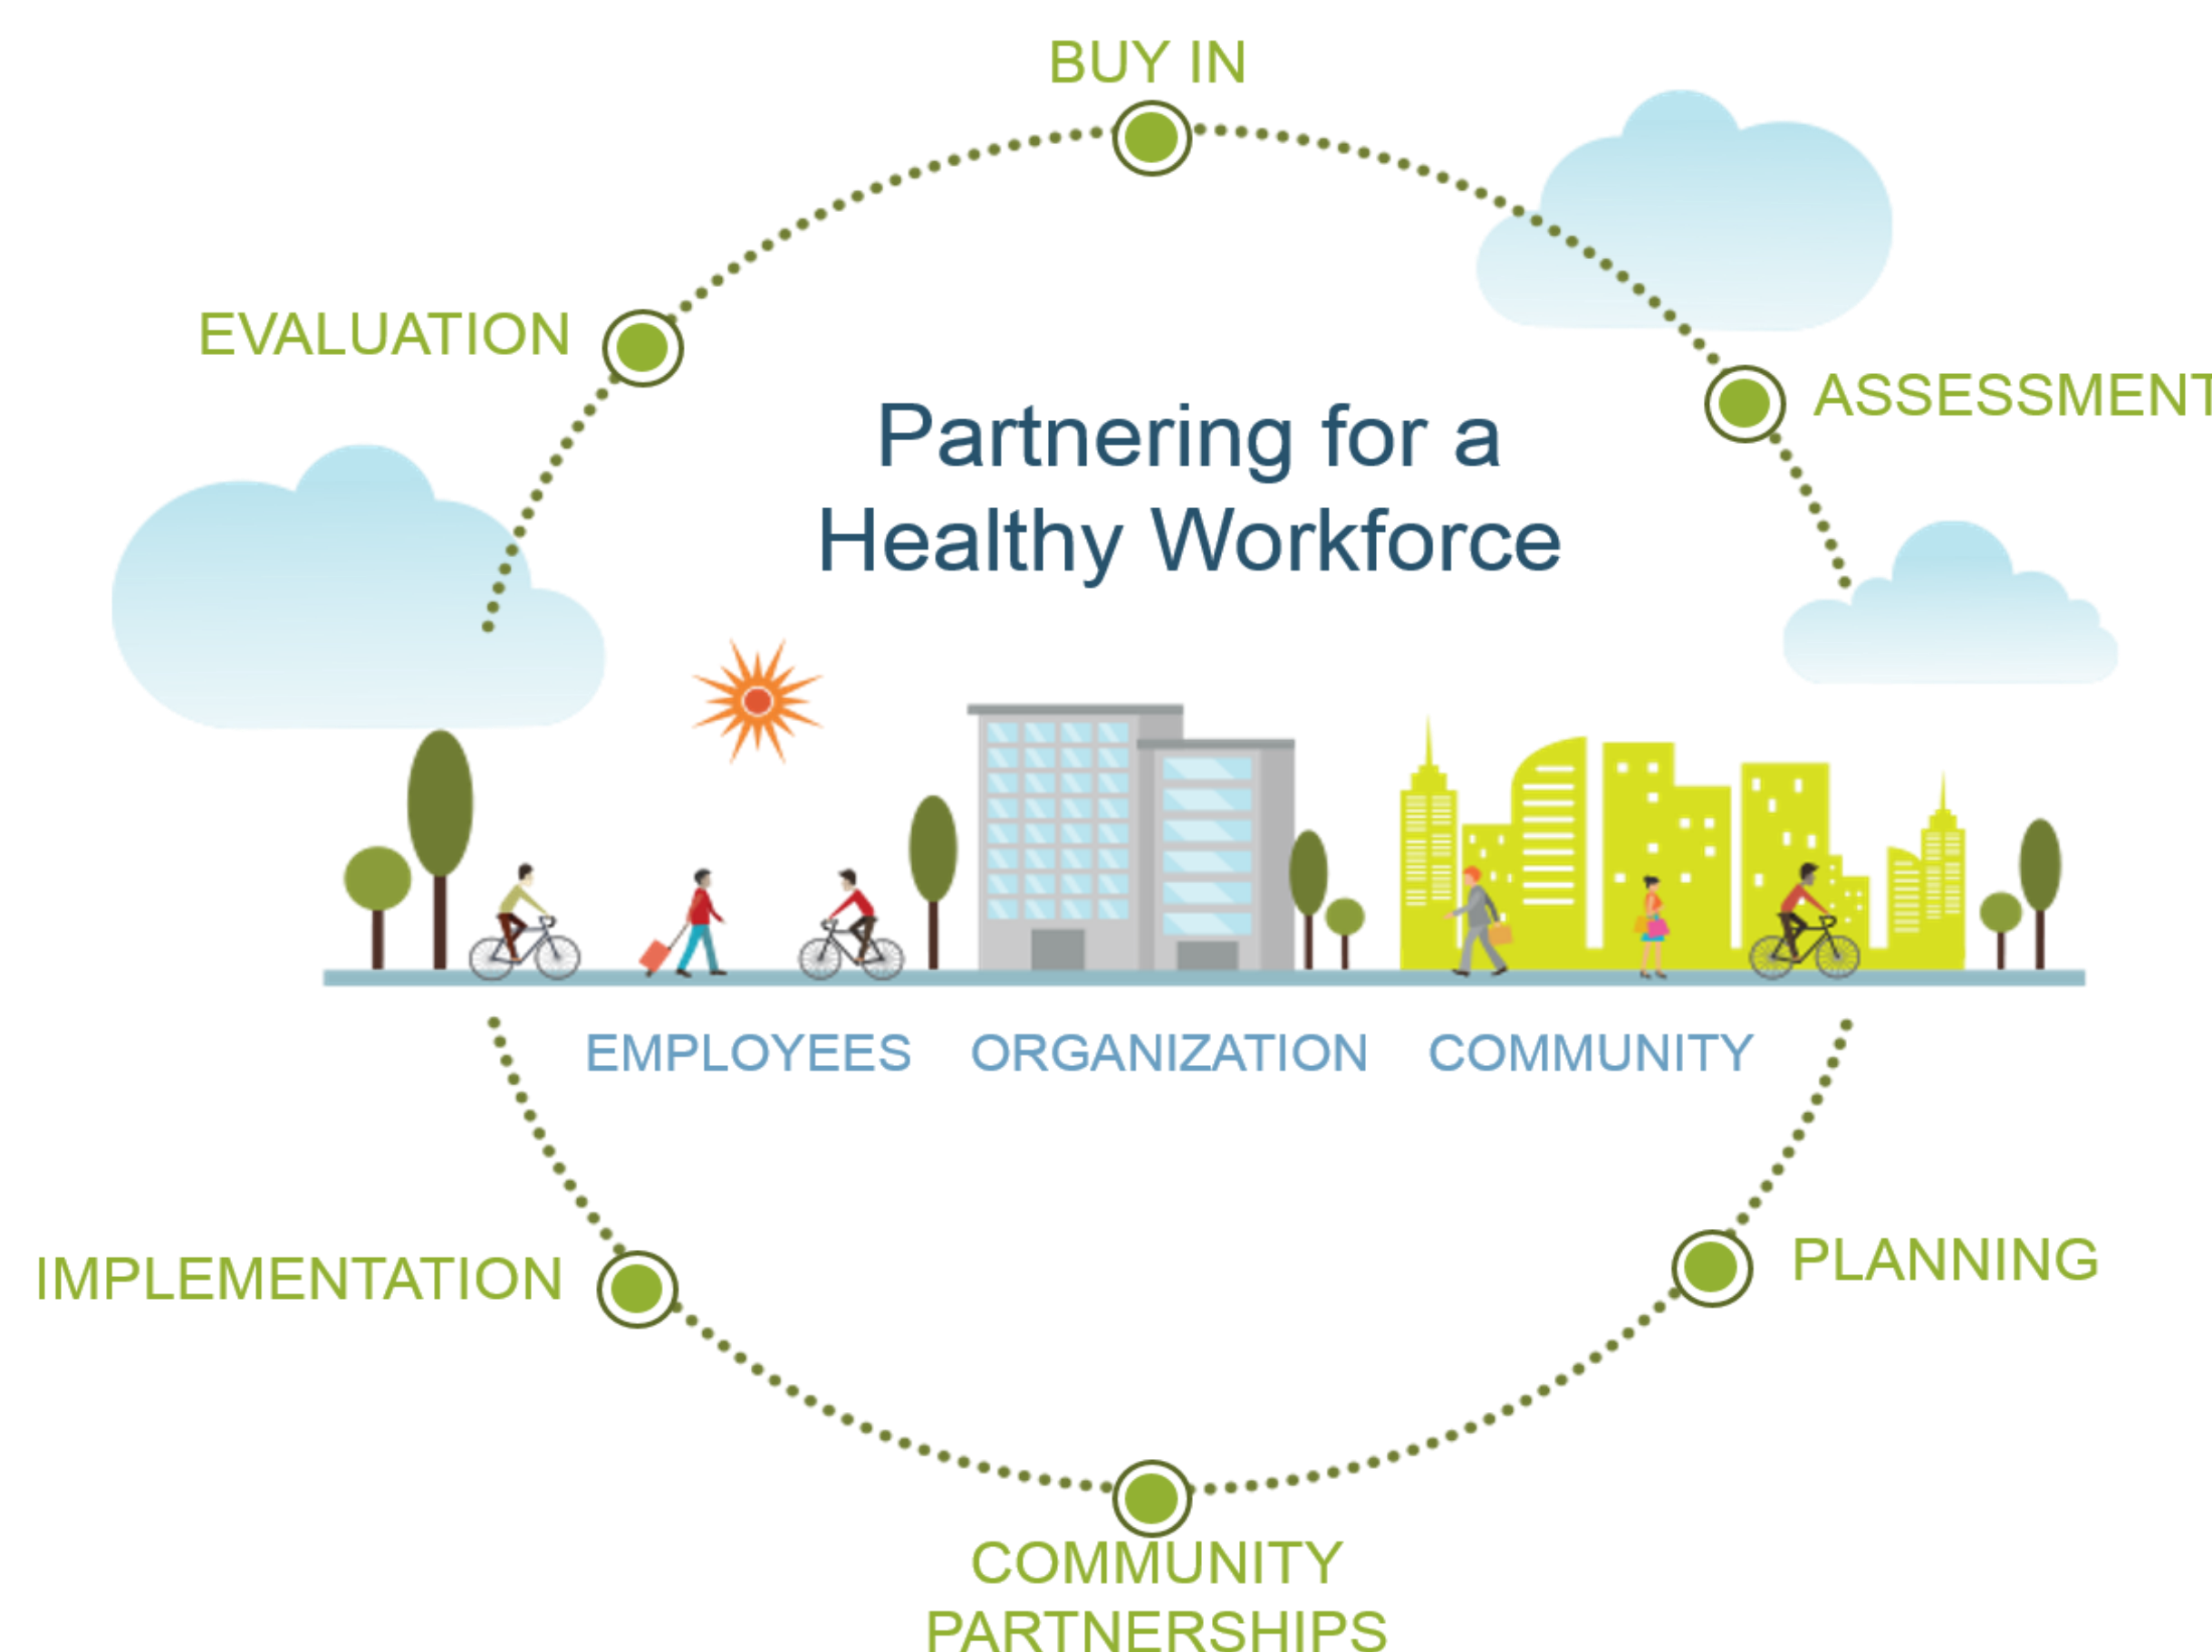 BUY IN
EVALUATION
ASSESSMENT
Partnering for a
Healthy Workforce
EMPLOYEES ORGANIZATION COMMUNITY
IMPLEMENTATION
PLANNING
COMMUNITY
PARTNERSHIPS